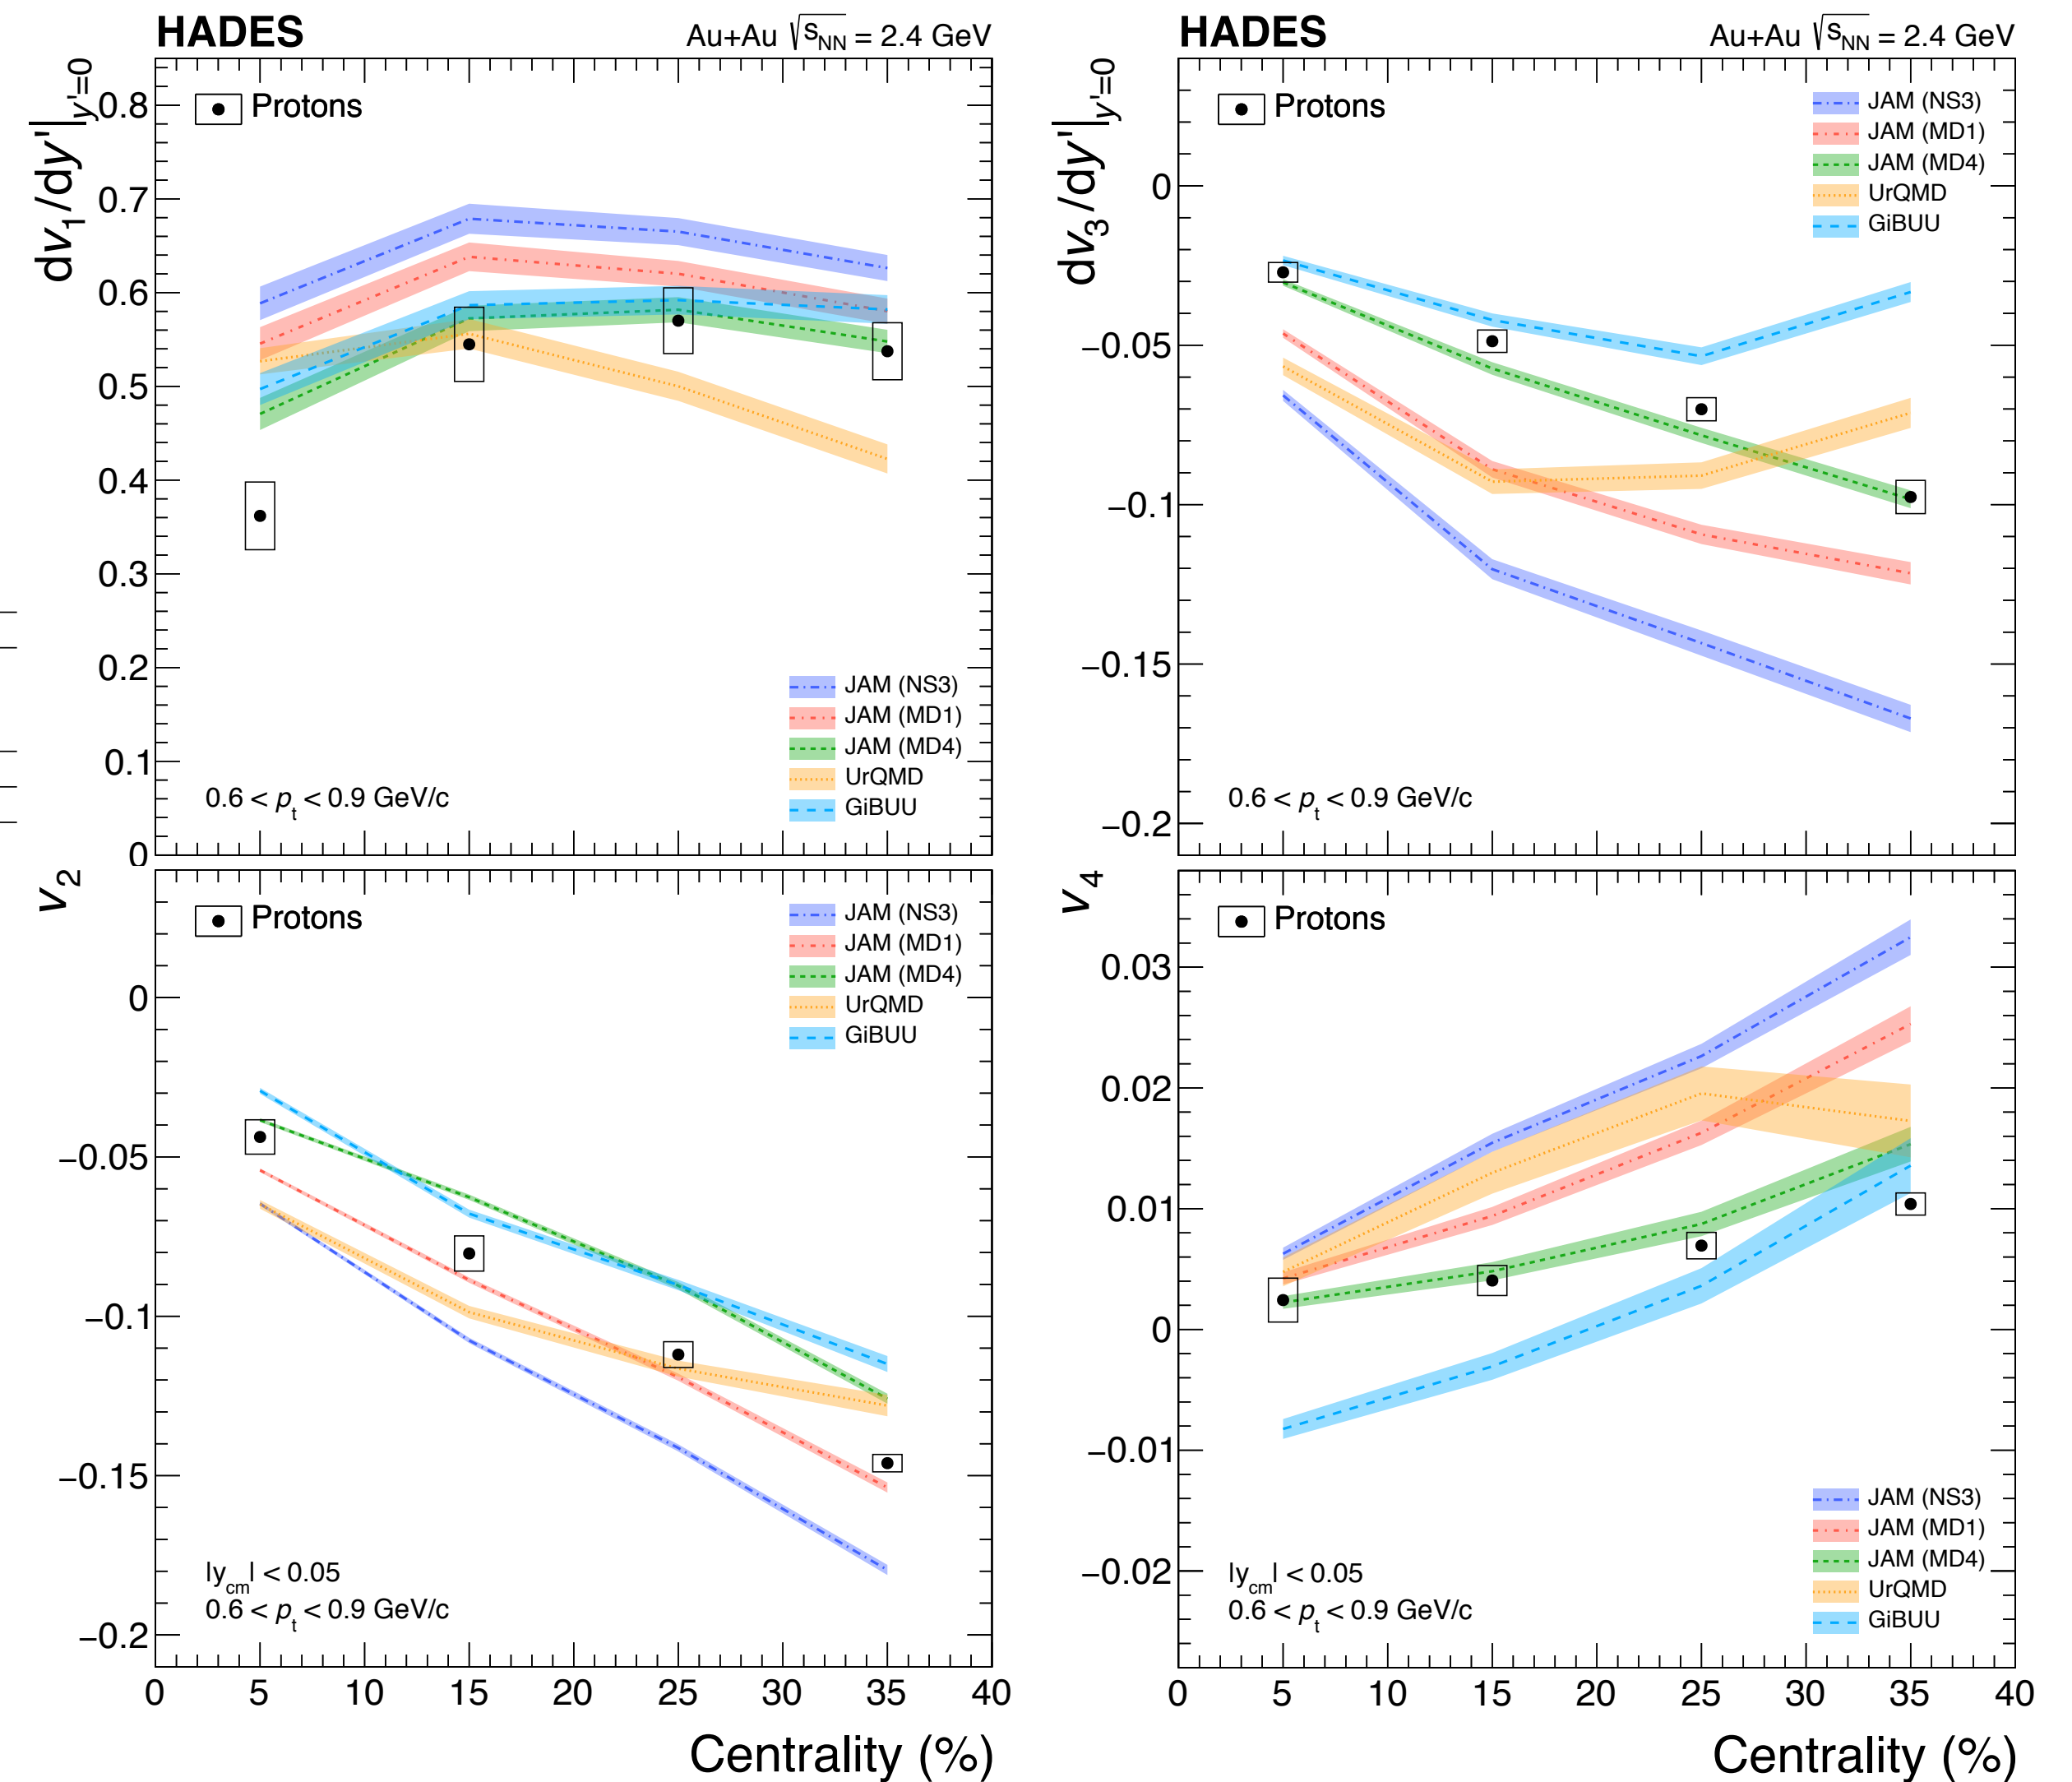 HADES
Au+Au √sNN = 2.4 GeV
dv1/dy'|y'=0
Protons
0.8
0.7
0.6
0.5
0.4
0.3
0.2
0.1
0
JAM (NS3)
JAM (MD1)
JAM (MD4)
UrQMD
GiBUU
0.6 < pt < 0.9 GeV/c
HADES
Au+Au √sNN = 2.4 GeV
dv3/dy'|y'=0
Protons
JAM (NS3)
JAM (MD1)
JAM (MD4)
UrQMD
GiBUU
0
−0.05
−0.1
−0.15
−0.2
0.6 < pt < 0.9 GeV/c
v2
Protons
JAM (NS3)
JAM (MD1)
JAM (MD4)
UrQMD
GiBUU
0
−0.05
−0.1
−0.15
−0.2
|ycm| < 0.05
0.6 < pt < 0.9 GeV/c
0 5 10 15 20 25 30 35 40
Centrality (%)
v4
Protons
0.03
0.02
0.01
0
−0.01
−0.02
JAM (NS3)
JAM (MD1)
JAM (MD4)
UrQMD
GiBUU
|ycm| < 0.05
0.6 < pt < 0.9 GeV/c
0 5 10 15 20 25 30 35 40
Centrality (%)